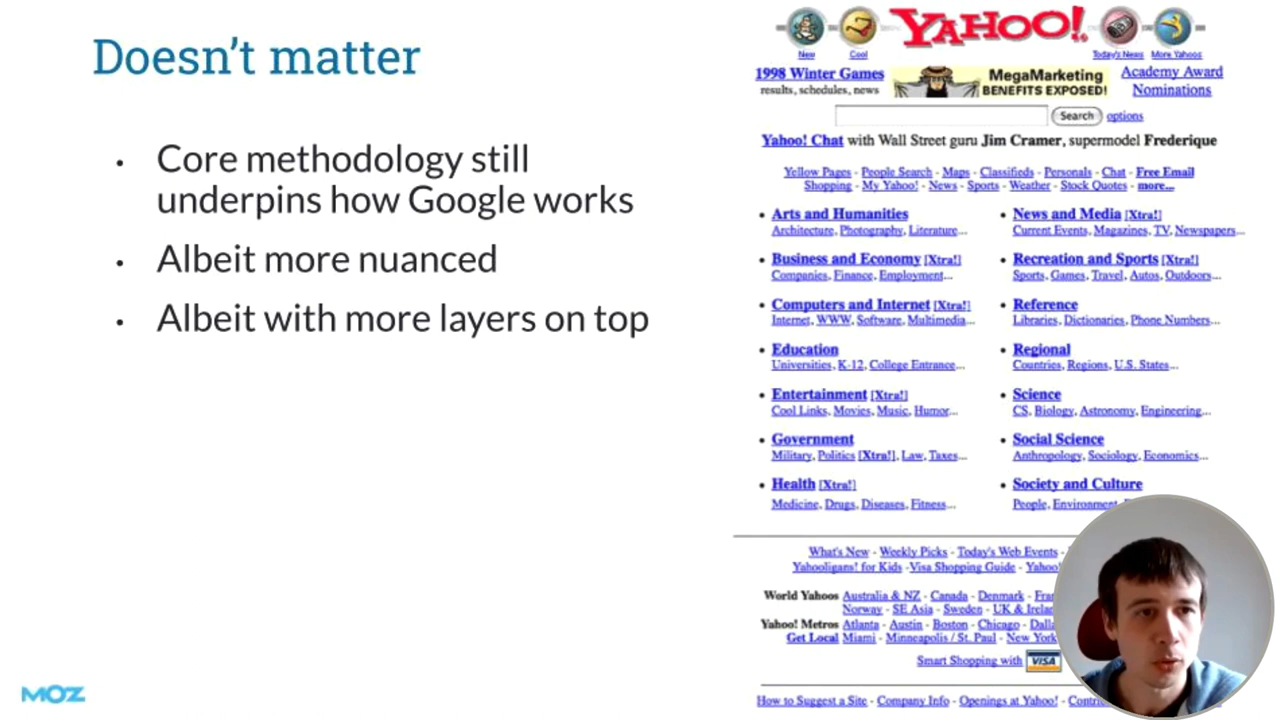 Doesn't matter
• Core methodology still
underpins how Google works
• Albeit more nuanced
• Albeit with more layers on top
MOZ
YAHOO!
New
Cool
Today's News
More Yahoos
1998 Winter Games
results, schedules, news
MegaMarketing
BENEFITS EXPOSED!
Academy Award
Nominations
Search options
Yahoo! Chat with Wall Street guru Jim Cramer, supermodel Frederique
Yellow Pages - People Search - Maps - Classifieds - Personals - Chat - Free Email
Shopping - My Yahoo! - News - Sports - Weather - Stock Quotes - more...
• Arts and Humanities
Architecture, Photography, Literature...
• Business and Economy [Xtra!]
Companies, Finance, Employment...
• Computers and Internet [Xtra!]
Internet, WWW, Software, Multimedia...
• Education
Universities, K-12, College Entrance...
• Entertainment [Xtra!]
Cool Links, Movies, Music, Humor...
• Government
Military, Politics [Xtra!], Law, Taxes...
• Health [Xtra!]
Medicine, Drugs, Diseases, Fitness...
• News and Media [Xtra!]
Current Events, Magazines, TV, Newspapers...
• Recreation and Sports [Xtra!]
Sports, Games, Travel, Autos, Outdoors...
• Reference
Libraries, Dictionaries, Phone Numbers...
• Regional
Countries, Regions, U.S. States...
• Science
CS, Biology, Astronomy, Engineering...
• Social Science
Anthropology, Sociology, Economics...
• Society and Culture
People, Environment,
What's New - Weekly Picks - Today's Web Events -
Yahooligans! for Kids - Visa Shopping Guide - Yahoo!
World Yahoos Australia & NZ - Canada - Denmark -
Norway - SE Asia - Sweden - UK &
Yahoo! Metros Atlanta - Austin - Boston - Chicago -
Get Local Miami - Minneapolis / St. Paul - New York
Smart Shopping with VISA
How to Suggest a Site - Company Info - Openings at Yahoo! -